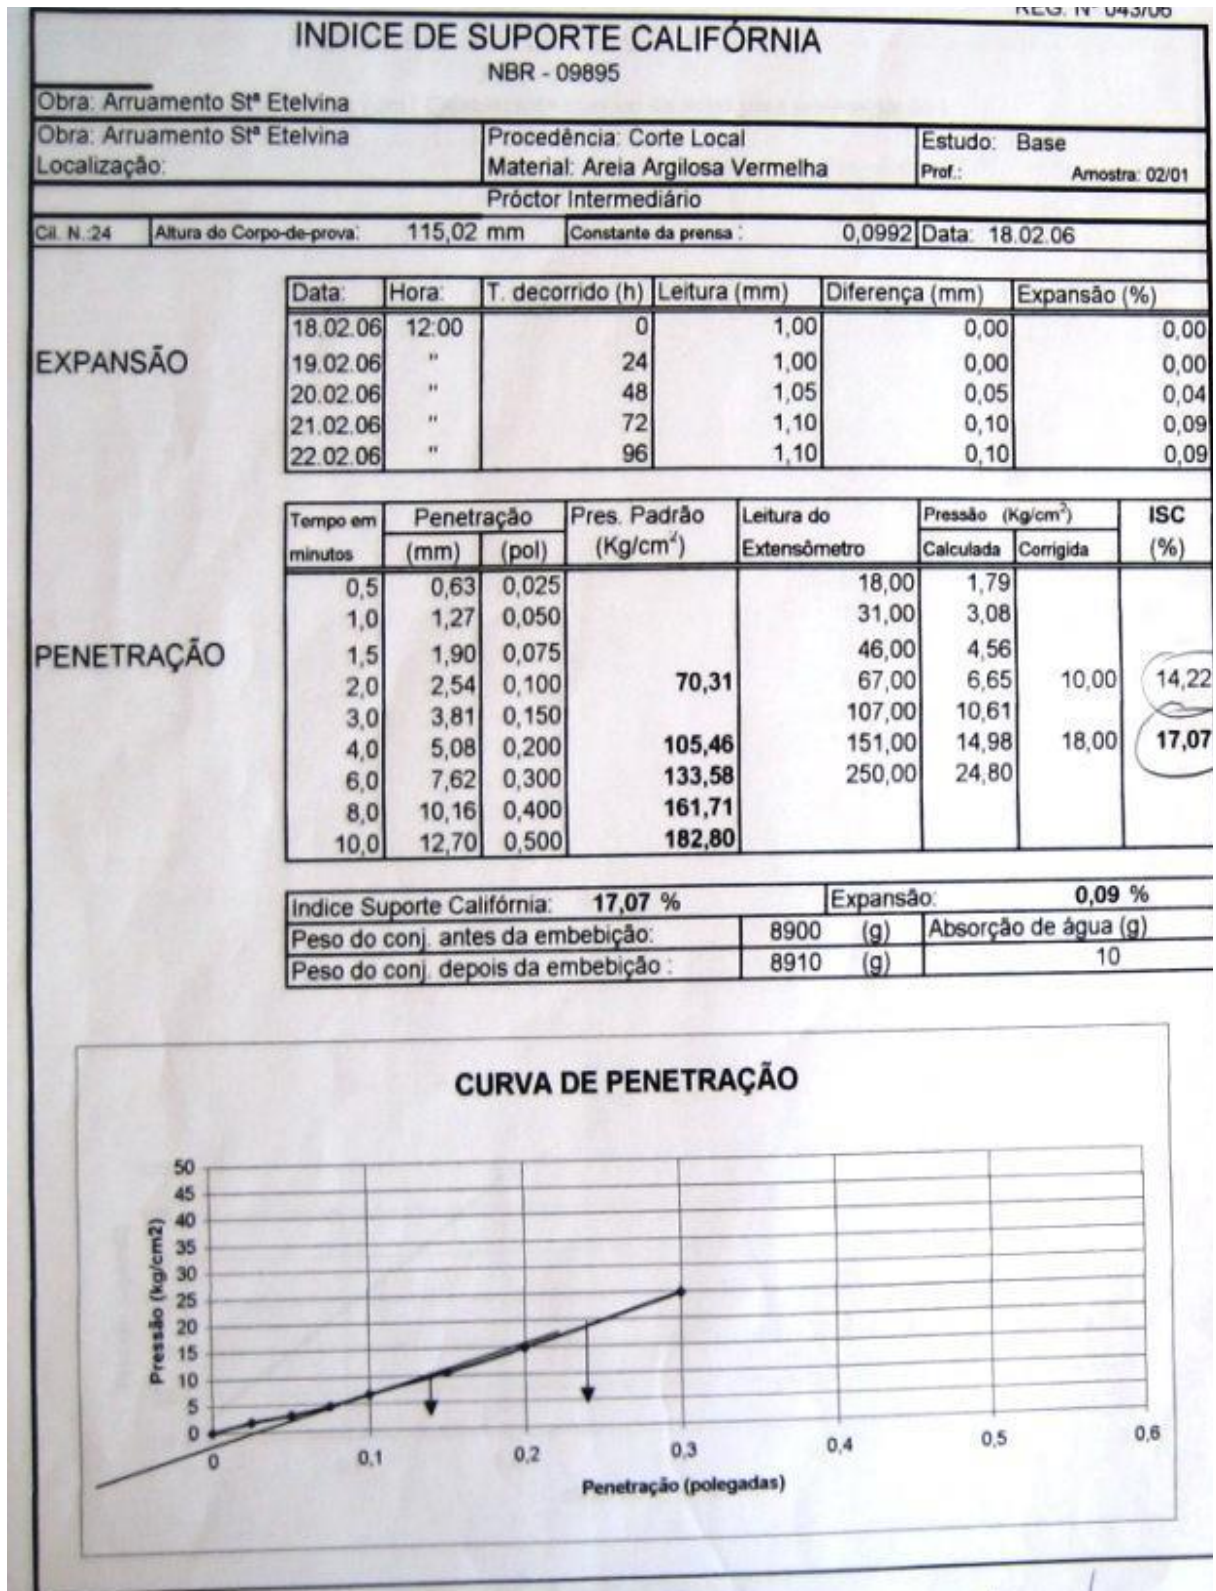 REG. Nº 043/06
INDICE DE SUPORTE CALIFÓRNIA
NBR - 09895
Obra: Arruamento Stª Etelvina
Obra: Arruamento Stª Etelvina Procedência: Corte Local Estudo: Base
Localização: Material: Areia Argilosa Vermelha Prof.: Amostra: 02/01
Próctor Intermediário
Cil. N.:24 Altura do Corpo-de-prova: 115,02 mm Constante da prensa : 0,0992 Data: 18.02.06
Data: Hora: T. decorrido (h) Leitura (mm) Diferença (mm) Expansão (%)
18.02.06 12:00 0 1,00 0,00 0,00
EXPANSÃO 19.02.06 " 24 1,00 0,00 0,00
20.02.06 " 48 1,05 0,05 0,04
21.02.06 " 72 1,10 0,10 0,09
22.02.06 " 96 1,10 0,10 0,09
Tempo em Penetração Pres. Padrão Leitura do Pressão (Kg/cm²) ISC
minutos (mm) (pol) (Kg/cm²) Extensômetro Calculada Corrigida (%)
0,5 0,63 0,025 18,00 1,79
1,0 1,27 0,050 31,00 3,08
PENETRAÇÃO 1,5 1,90 0,075 46,00 4,56
2,0 2,54 0,100 70,31 67,00 6,65 10,00 14,22
3,0 3,81 0,150 107,00 10,61
4,0 5,08 0,200 105,46 151,00 14,98 18,00 17,07
6,0 7,62 0,300 133,58 250,00 24,80
8,0 10,16 0,400 161,71
10,0 12,70 0,500 182,80
Indice Suporte Califórnia: 17,07 % Expansão: 0,09 %
Peso do conj. antes da embebição: 8900 (g) Absorção de água (g)
Peso do conj. depois da embebição : 8910 (g) 10
CURVA DE PENETRAÇÃO
Pressão (kg/cm2)
50
45
40
35
30
25
20
15
10
5
0
0 0,1 0,2 0,3 0,4 0,5 0,6
Penetração (polegadas)